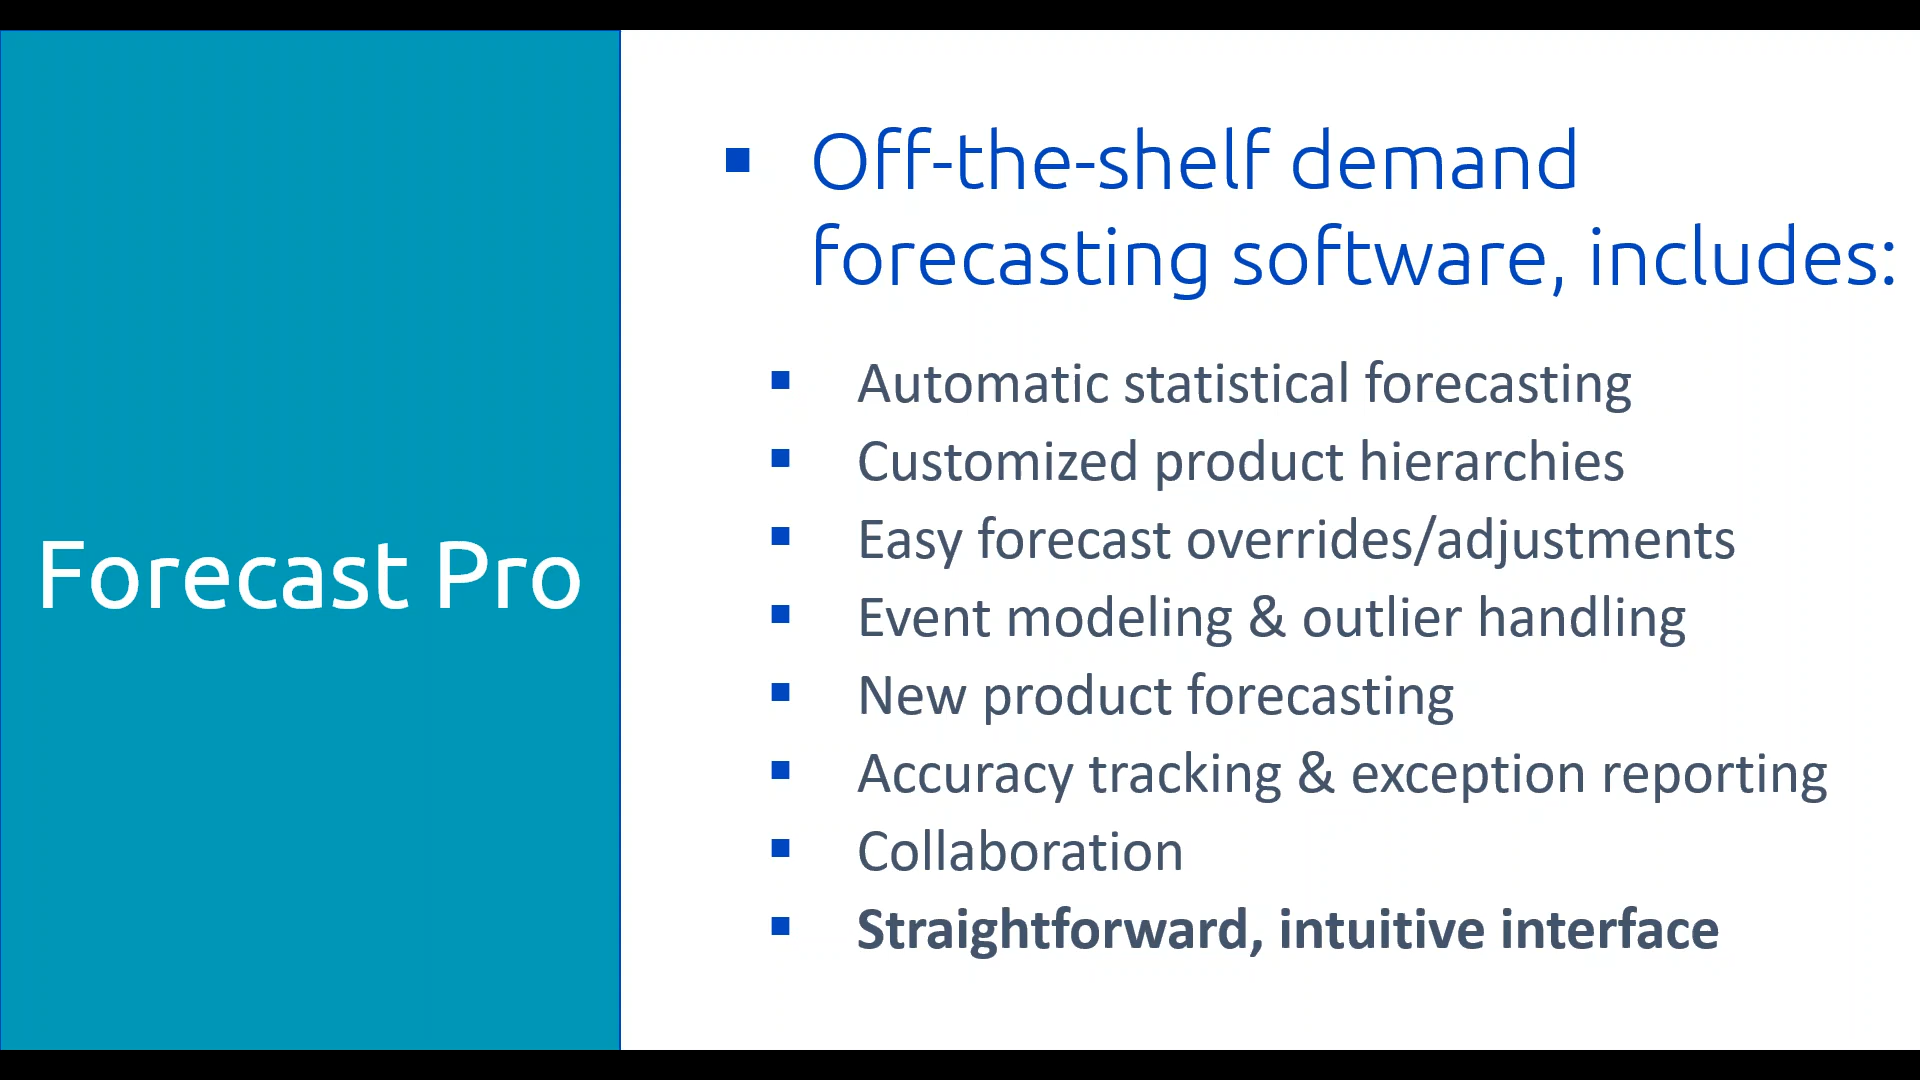 Forecast Pro
Off-the-shelf demand
forecasting software, includes:
Automatic statistical forecasting
Customized product hierarchies
Easy forecast overrides/adjustments
Event modeling & outlier handling
New product forecasting
Accuracy tracking & exception reporting
Collaboration
Straightforward, intuitive interface